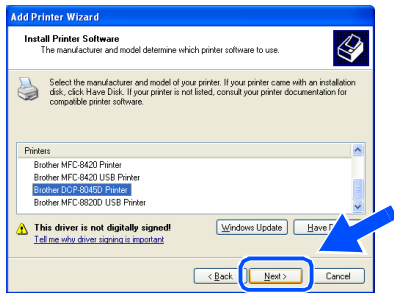 Add Printer Wizard
Install Printer Software
The manufacturer and model determine which printer software to use.
Select the manufacturer and model of your printer. If your printer came with an installation
disk, click Have Disk. If your printer is not listed, consult your printer documentation for
compatible printer software.
Printers
Brother MFC-8420 Printer
Brother MFC-8420 USB Printer
Brother DCP-8045D Printer
Brother MFC-8820D USB Printer
This driver is not digitally signed!
Tell me why driver signing is important
Windows Update
Have
< Back
Next >
Cancel